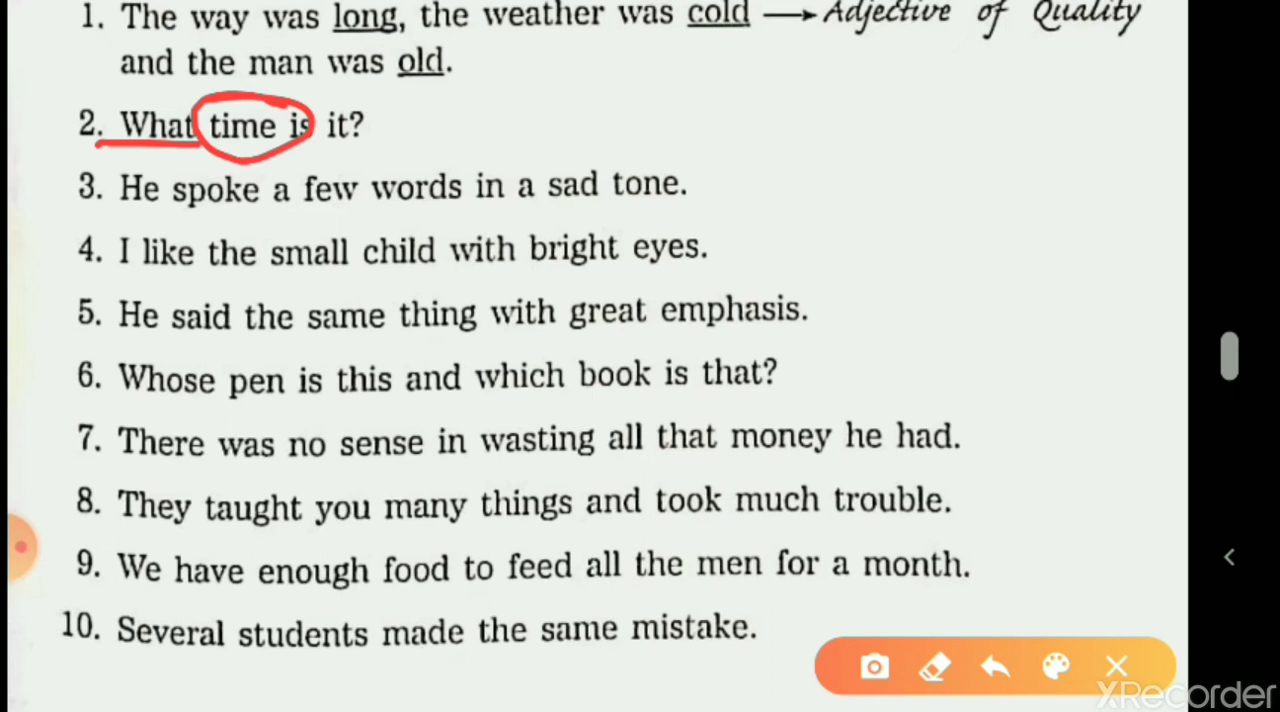 1. The way was long, the weather was cold → Adjective of Quality
and the man was old.
2. What time is it?
3. He spoke a few words in a sad tone.
4. I like the small child with bright eyes.
5. He said the same thing with great emphasis.
6. Whose pen is this and which book is that?
7. There was no sense in wasting all that money he had.
8. They taught you many things and took much trouble.
9. We have enough food to feed all the men for a month.
10. Several students made the same mistake.
XRecorder